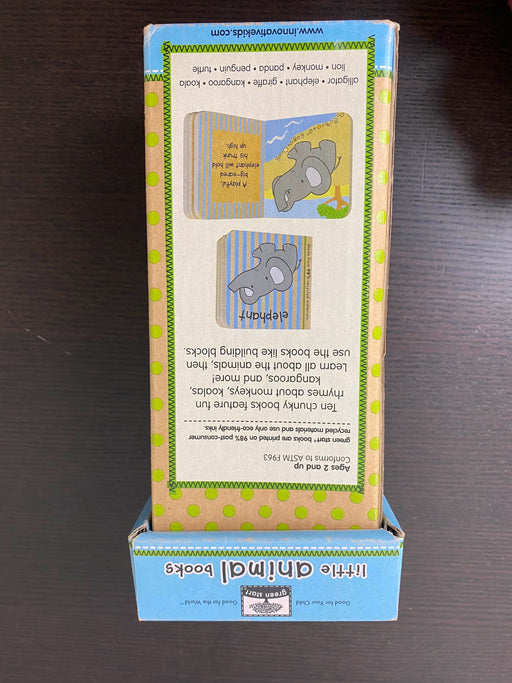 Good for Your Child
Good for the World™
green start
little animal books
Ages 2 and up
Conforms to ASTM F963
green start® books are printed on 98% post-consumer
recycled materials and use only eco-friendly inks.
Ten chunky books feature fun
rhymes about monkeys, koalas,
kangaroos, and more!
Learn all about the animals, then
use the books like building blocks.
elephant
A playful,
big-eared
elephant will hold
his trunk
up high.
alligator • elephant • giraffe • kangaroo • koala
lion • monkey • panda • penguin • turtle
www.innovativekids.com